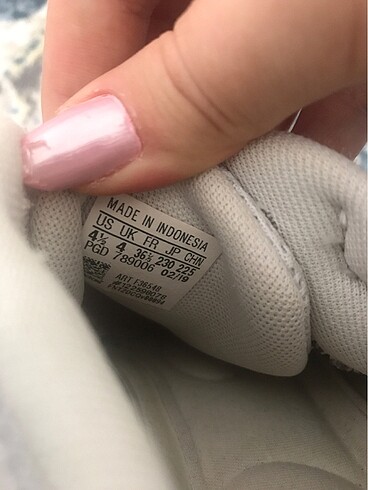 MADE IN INDONESIA
US UK FR JP CHN
4½ 4 36⅔ 230 225
PGD 789006 02/19
ART F36548